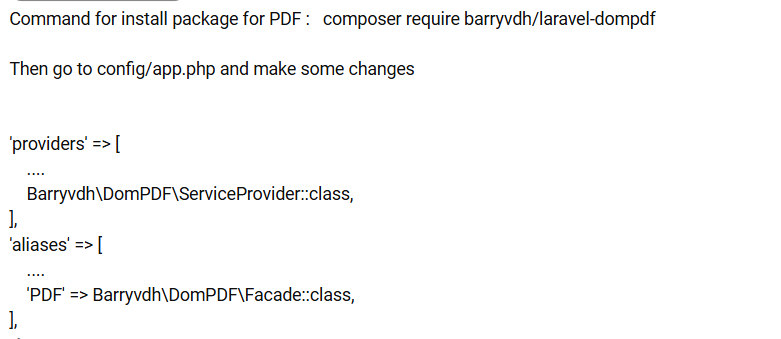 Command for install package for PDF :   composer require barryvdh/laravel-dompdf
Then go to config/app.php and make some changes
'providers' => [
....
Barryvdh\DomPDF\ServiceProvider::class,
],
'aliases' => [
....
'PDF' => Barryvdh\DomPDF\Facade::class,
],